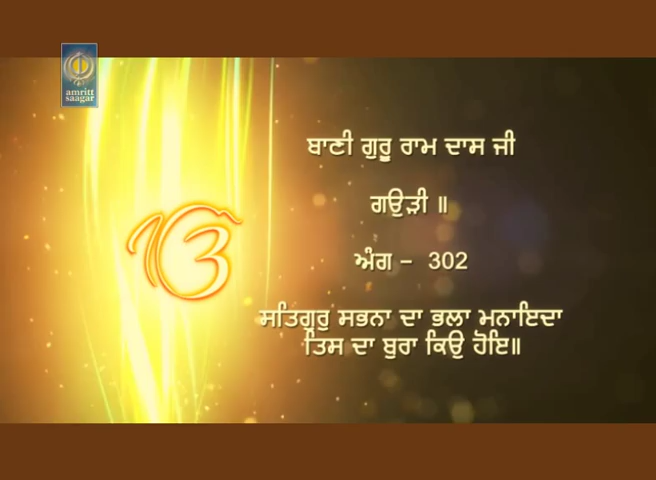 amritt
saagar
ੴ
ਬਾਣੀ ਗੁਰੂ ਰਾਮ ਦਾਸ ਜੀ
ਗਉੜੀ ॥
ਅੰਗ - 302
ਸਤਿਗੁਰੁ ਸਭਨਾ ਦਾ ਭਲਾ ਮਨਾਇਦਾ
ਤਿਸ ਦਾ ਬੁਰਾ ਕਿਉ ਹੋਇ॥